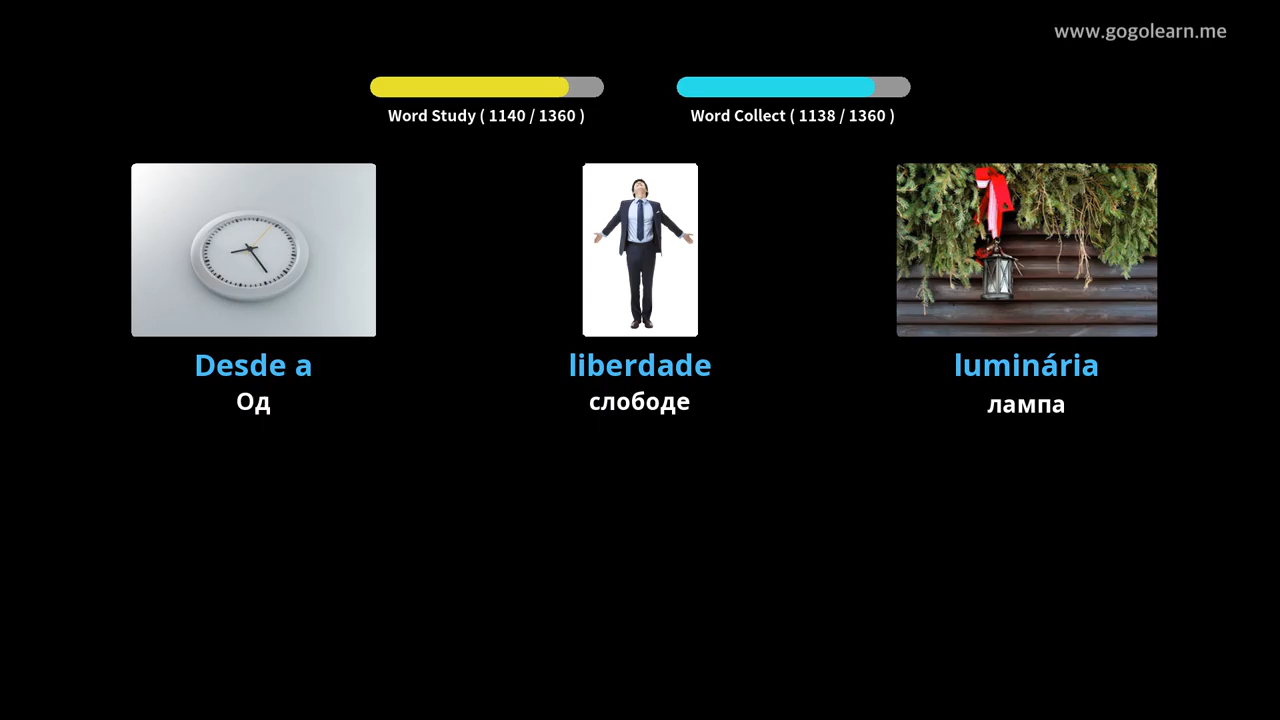 www.gogolearn.me
Word Study ( 1140 / 1360 )
Word Collect ( 1138 / 1360 )
Desde a
Од
liberdade
слободе
luminária
лампа